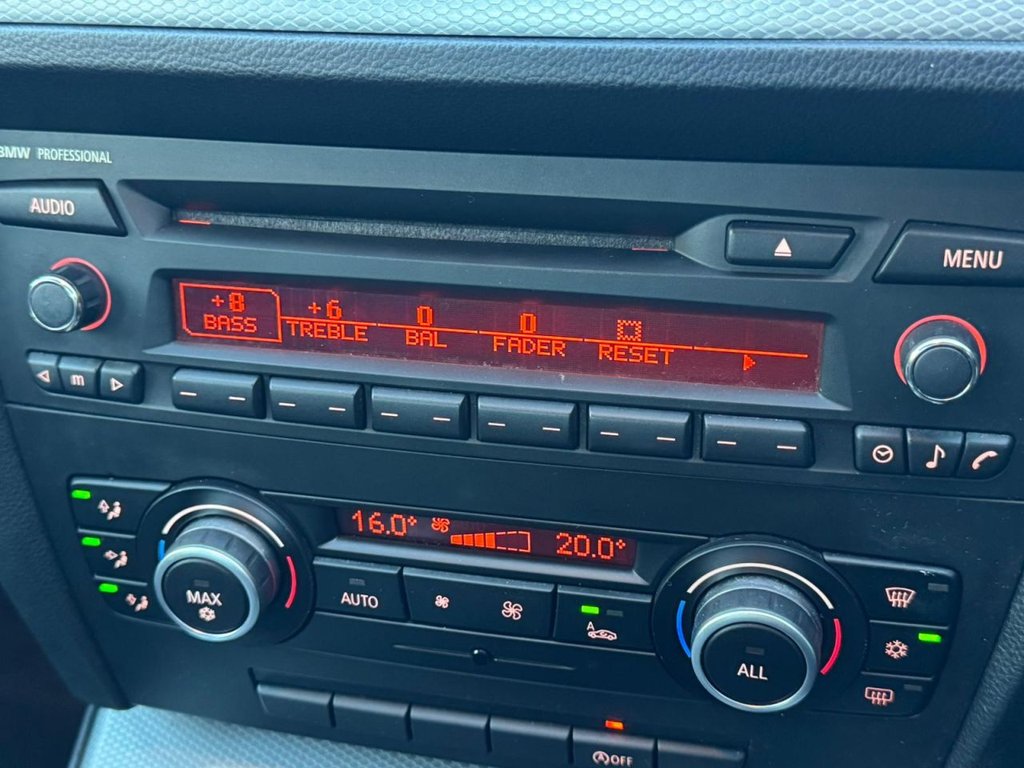 BMW PROFESSIONAL
AUDIO
MENU
+8 +6 0 0
BASS TREBLE BAL FADER RESET
m
16.0° 20.0°
MAX
AUTO
A
ALL
OFF